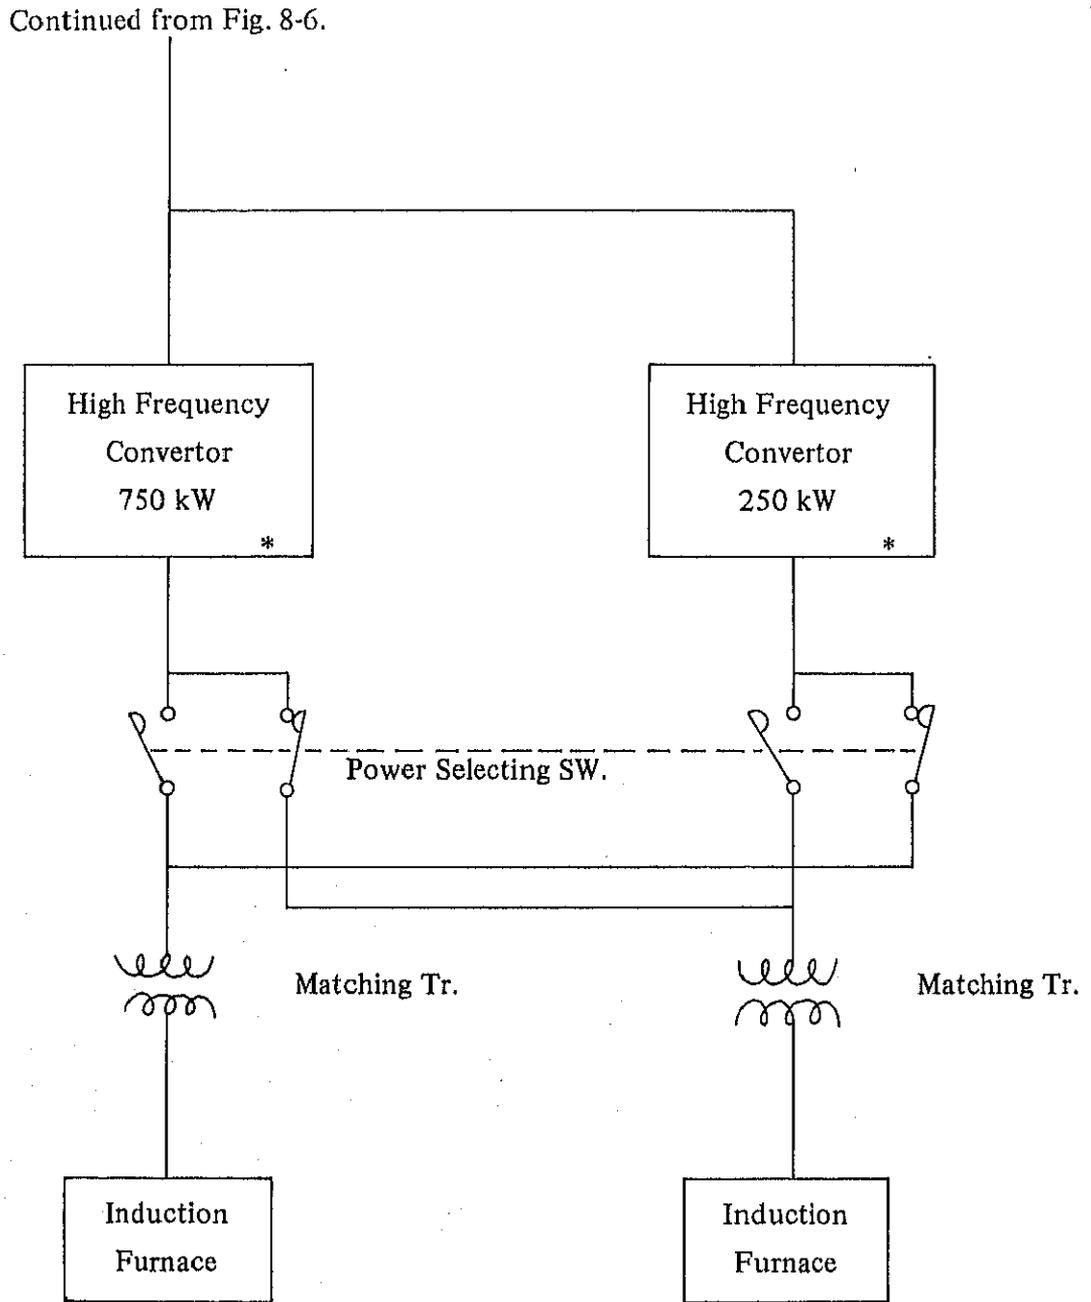 Continued from Fig. 8-6.
High Frequency
Convertor
750 kW
*
High Frequency
Convertor
250 kW
*
Power Selecting SW.
Matching Tr.
Matching Tr.
Induction
Furnace
Induction
Furnace